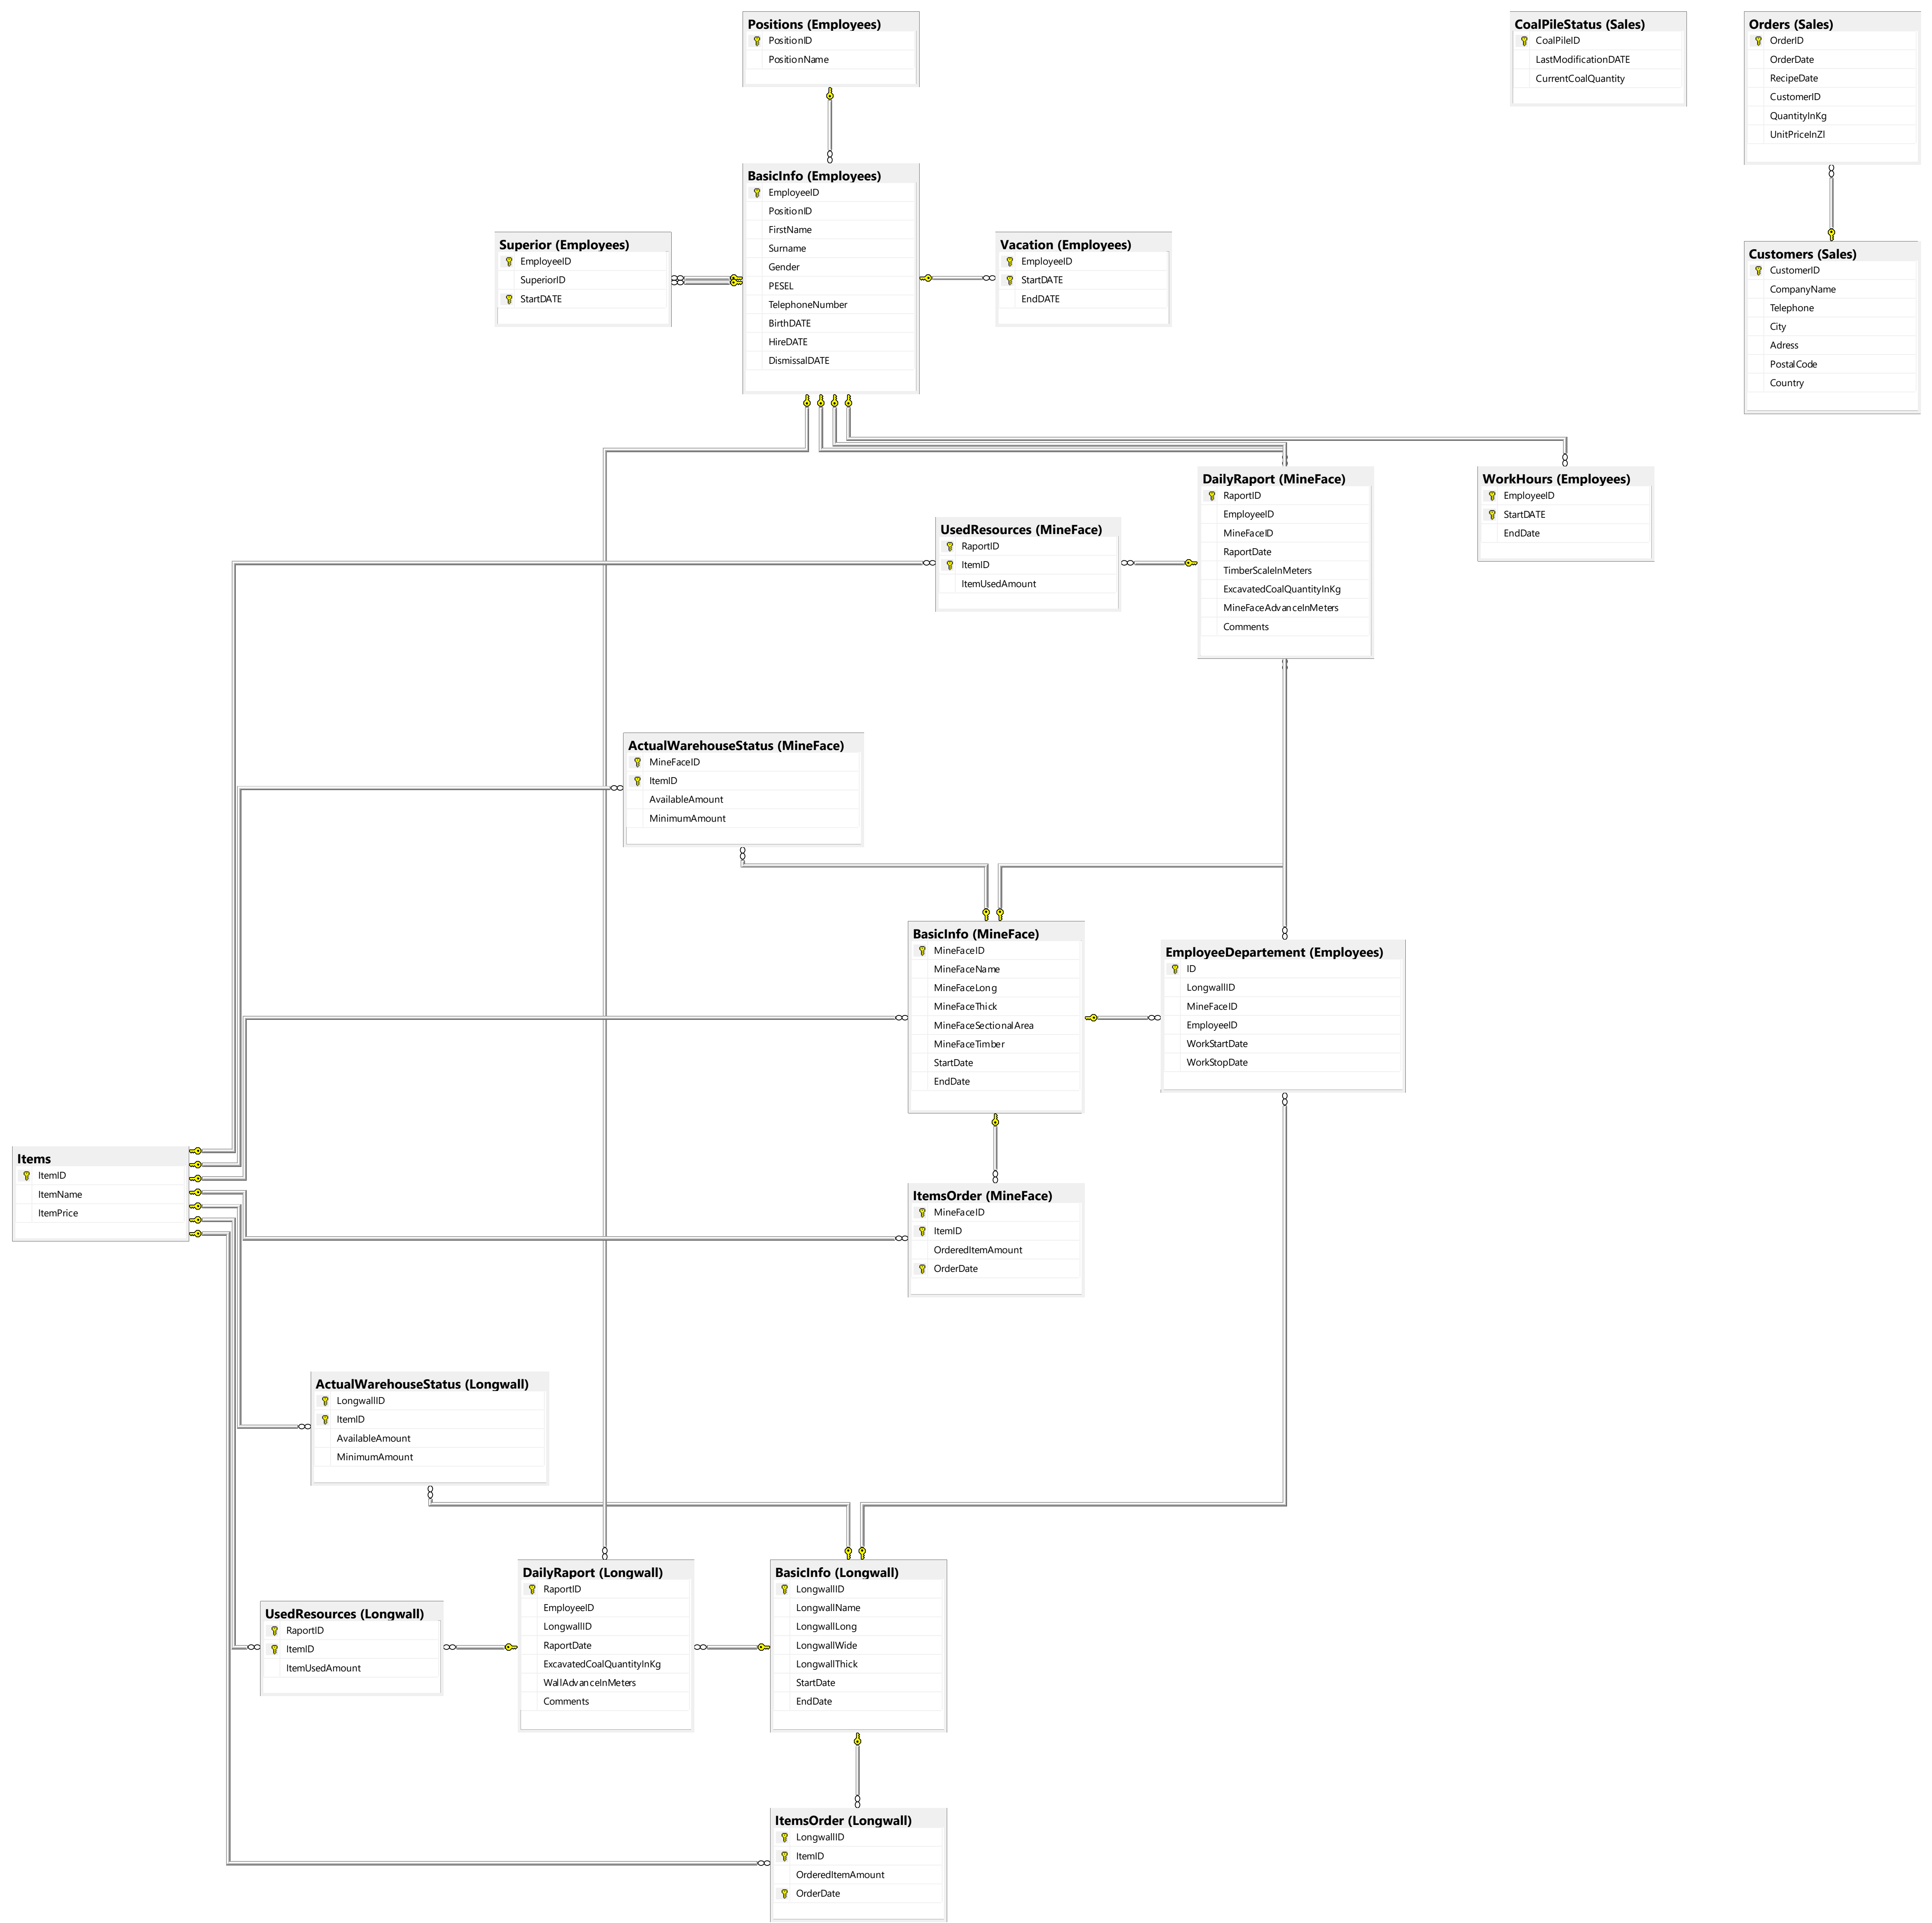 Positions (Employees)
PositionID
PositionName
CoalPileStatus (Sales)
CoalPileID
LastModificationDATE
CurrentCoalQuantity
Orders (Sales)
OrderID
OrderDate
RecipeDate
CustomerID
QuantityInKg
UnitPriceInZl
BasicInfo (Employees)
EmployeeID
PositionID
FirstName
Surname
Gender
PESEL
TelephoneNumber
BirthDATE
HireDATE
DismissalDATE
Superior (Employees)
EmployeeID
SuperiorID
StartDATE
Vacation (Employees)
EmployeeID
StartDATE
EndDATE
Customers (Sales)
CustomerID
CompanyName
Telephone
City
Adress
PostalCode
Country
DailyRaport (MineFace)
RaportID
EmployeeID
MineFaceID
RaportDate
TimberScaleInMeters
ExcavatedCoalQuantityInKg
MineFaceAdvanceInMeters
Comments
WorkHours (Employees)
EmployeeID
StartDATE
EndDate
UsedResources (MineFace)
RaportID
ItemID
ItemUsedAmount
ActualWarehouseStatus (MineFace)
MineFaceID
ItemID
AvailableAmount
MinimumAmount
BasicInfo (MineFace)
MineFaceID
MineFaceName
MineFaceLong
MineFaceThick
MineFaceSectionalArea
MineFaceTimber
StartDate
EndDate
EmployeeDepartement (Employees)
ID
LongwallID
MineFaceID
EmployeeID
WorkStartDate
WorkStopDate
Items
ItemID
ItemName
ItemPrice
ItemsOrder (MineFace)
MineFaceID
ItemID
OrderedItemAmount
OrderDate
ActualWarehouseStatus (Longwall)
LongwallID
ItemID
AvailableAmount
MinimumAmount
DailyRaport (Longwall)
RaportID
EmployeeID
LongwallID
RaportDate
ExcavatedCoalQuantityInKg
WallAdvanceInMeters
Comments
BasicInfo (Longwall)
LongwallID
LongwallName
LongwallLong
LongwallWide
LongwallThick
StartDate
EndDate
UsedResources (Longwall)
RaportID
ItemID
ItemUsedAmount
ItemsOrder (Longwall)
LongwallID
ItemID
OrderedItemAmount
OrderDate